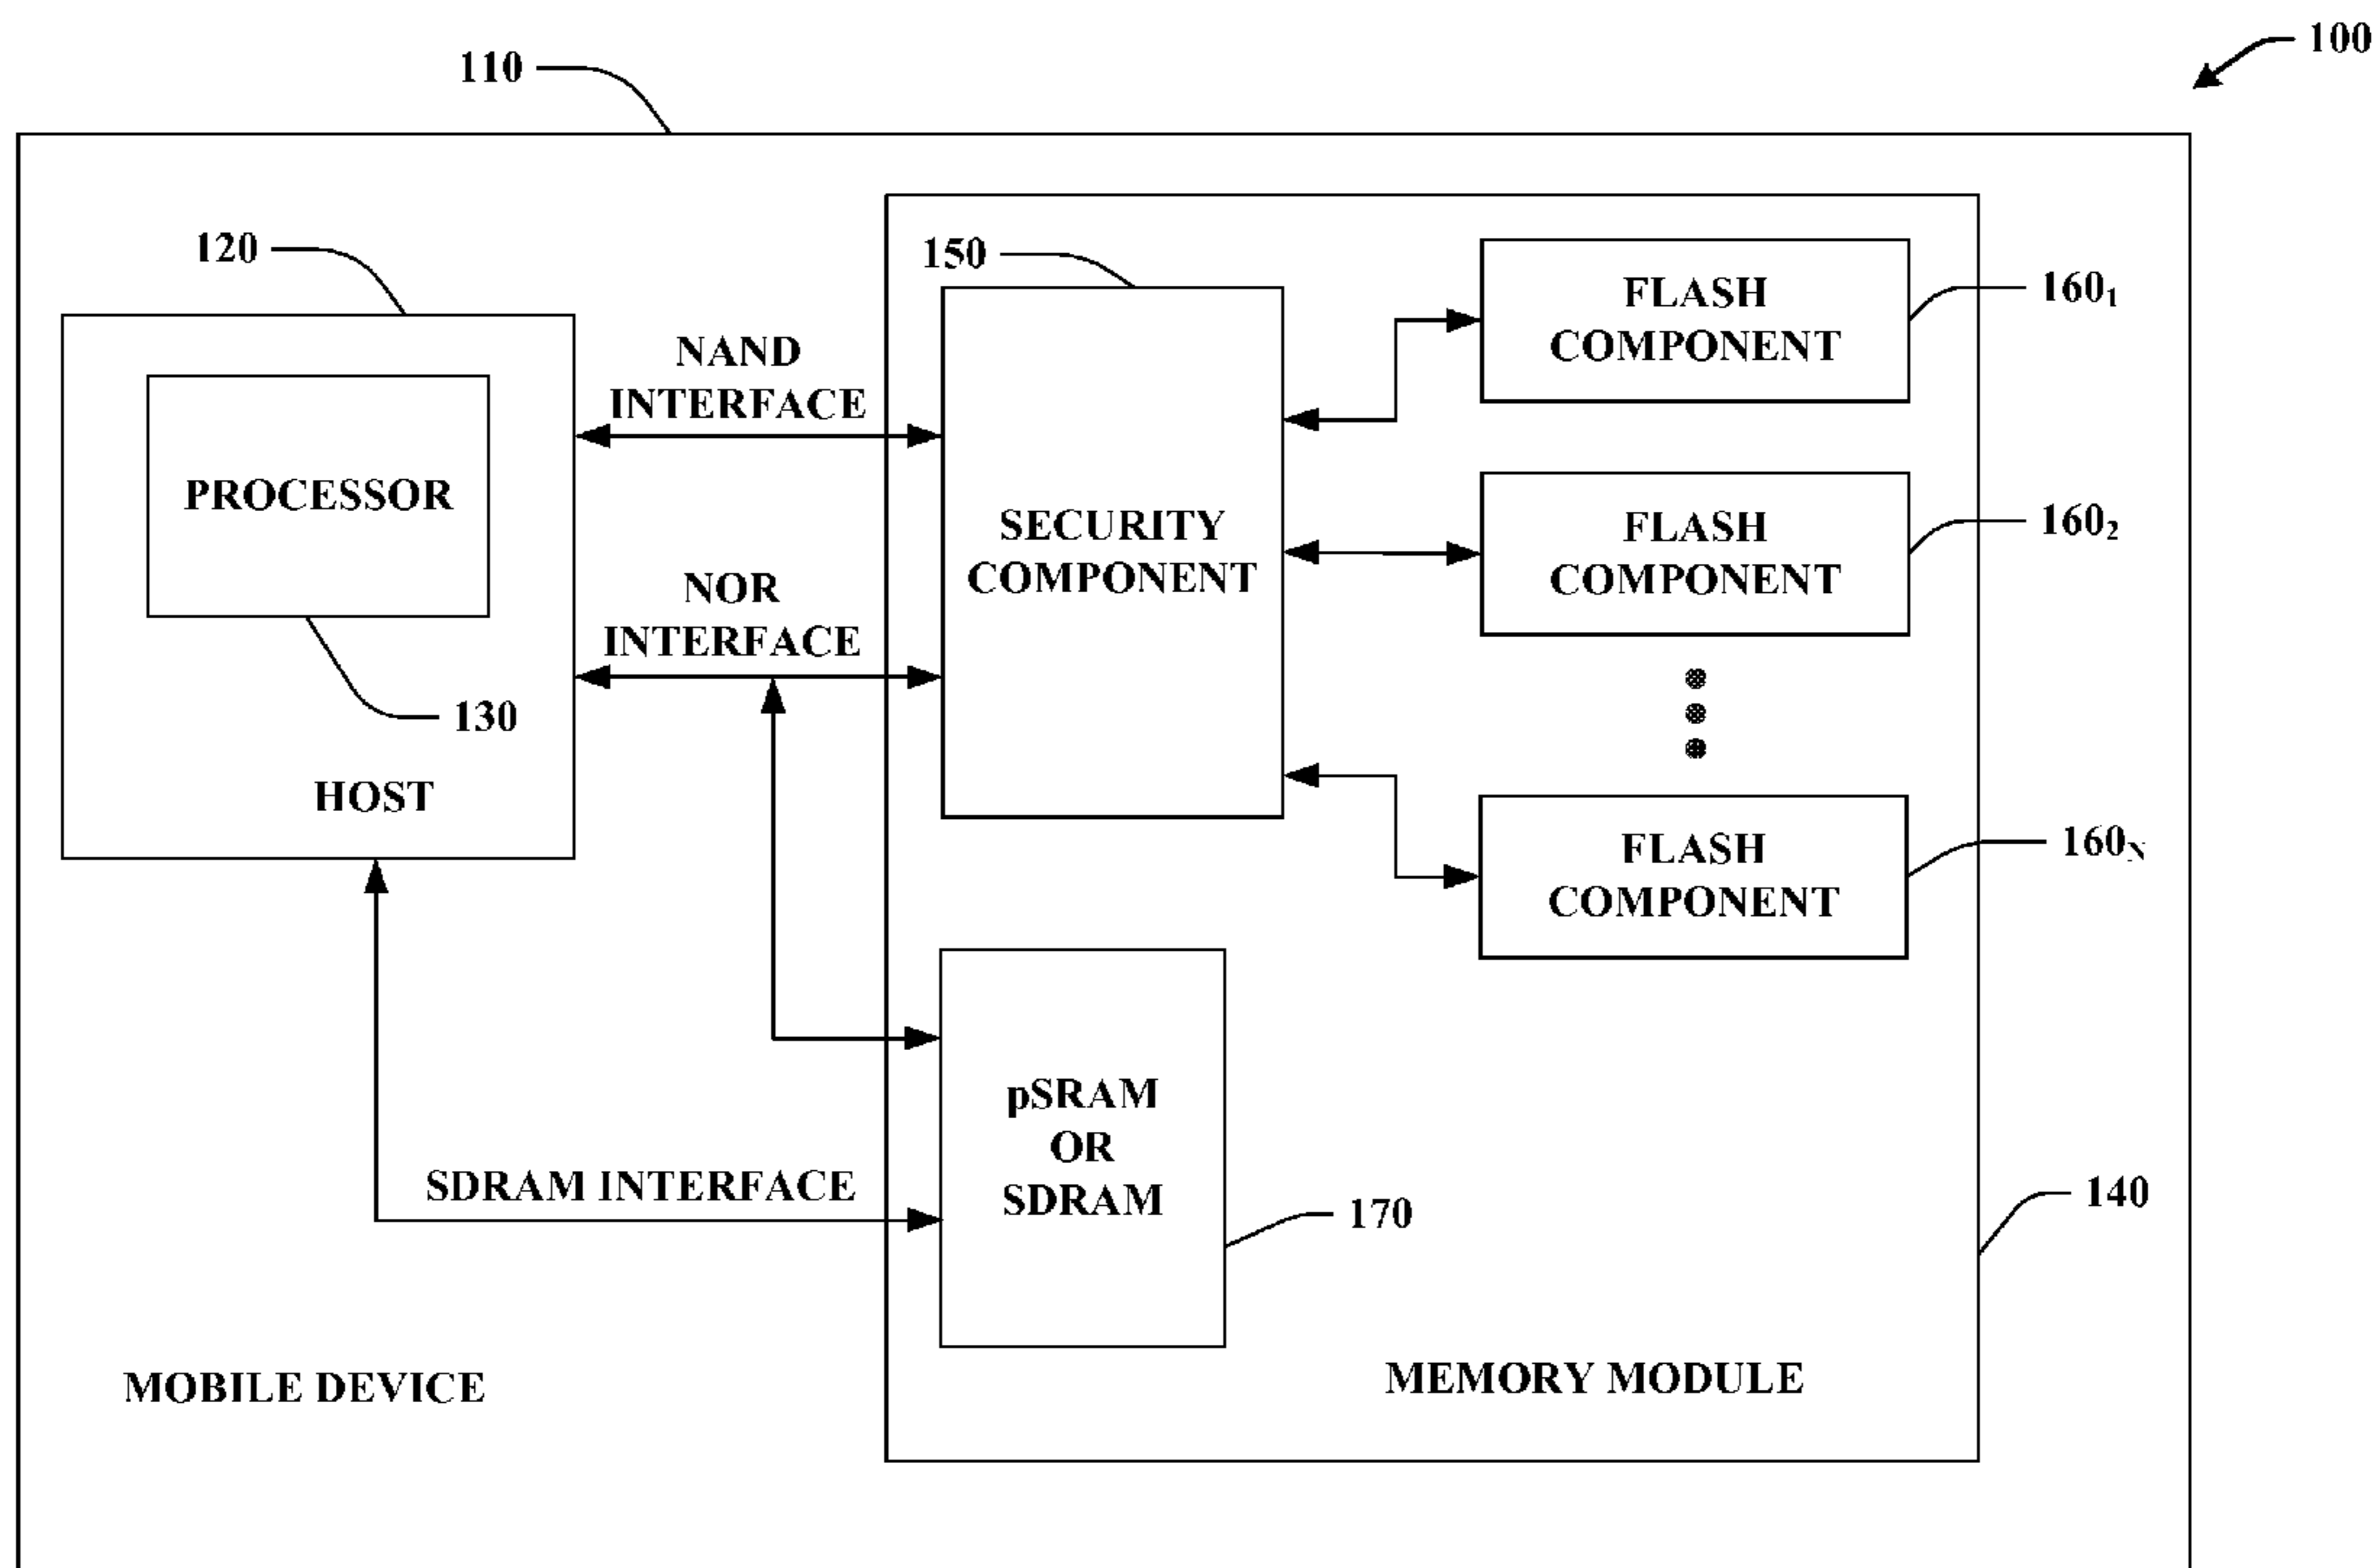 100
110
120
150
FLASH
COMPONENT
160₁
NAND
INTERFACE
PROCESSOR
SECURITY
COMPONENT
FLASH
COMPONENT
160₂
NOR
INTERFACE
130
HOST
FLASH
COMPONENT
160N
pSRAM
OR
SDRAM
SDRAM INTERFACE
170
140
MOBILE DEVICE
MEMORY MODULE